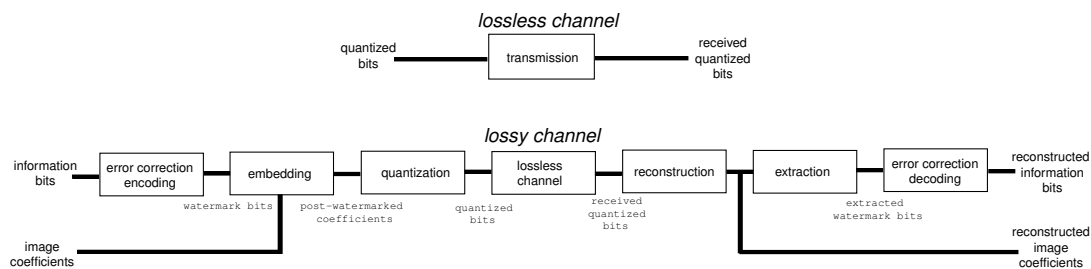 lossless channel
quantized
bits
transmission
received
quantized
bits
lossy channel
information
bits
error correction
encoding
embedding
quantization
lossless
channel
reconstruction
extraction
error correction
decoding
reconstructed
information
bits
watermark bits
post-watermarked
coefficients
quantized
bits
received
quantized
bits
extracted
watermark bits
image
coefficients
reconstructed
image
coefficients